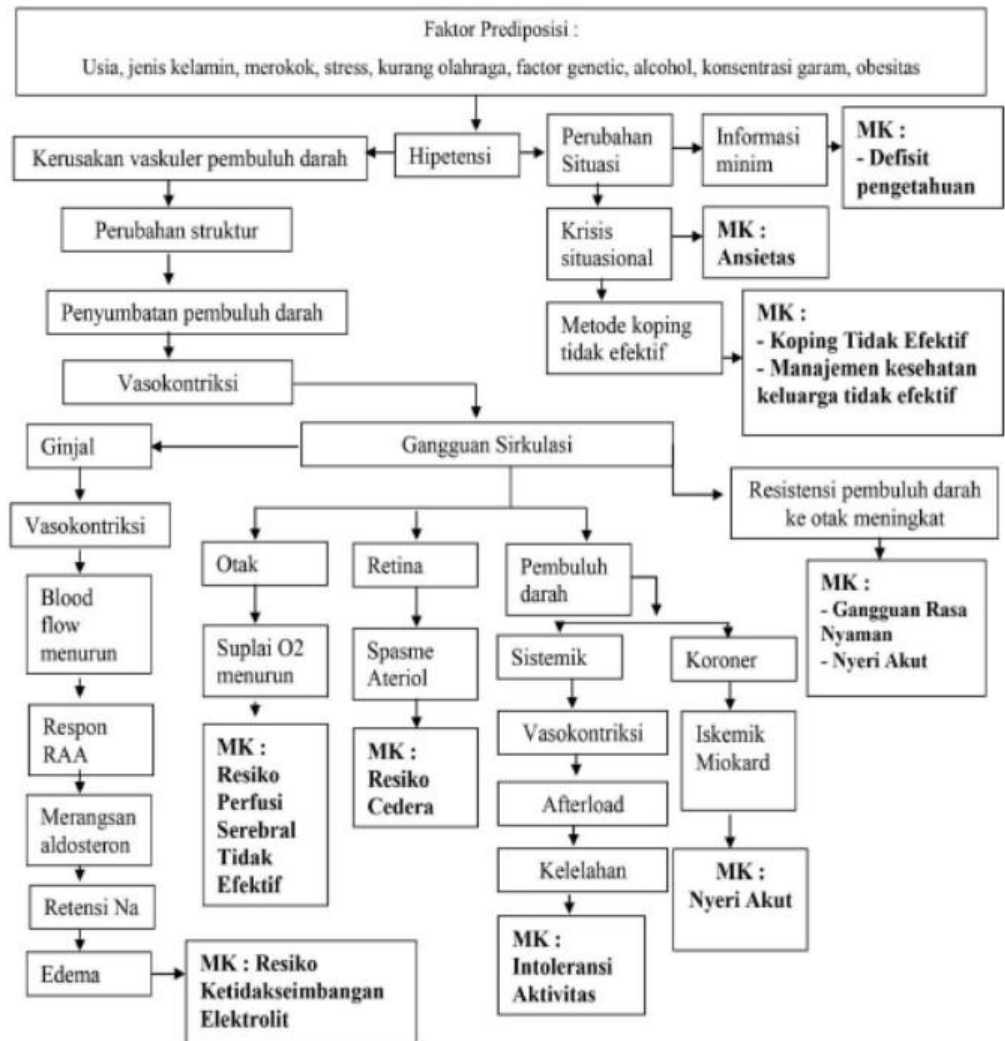 Faktor Prediposisi :
Usia, jenis kelamin, merokok, stress, kurang olahraga, factor genetic, alcohol, konsentrasi garam, obesitas
Kerusakan vaskuler pembuluh darah
Hipetensi
Perubahan
Situasi
Informasi
minim
MK :
- Defisit
pengetahuan
Perubahan struktur
Krisis
situasional
MK :
Ansietas
Penyumbatan pembuluh darah
Metode koping
tidak efektif
MK :
- Koping Tidak Efektif
- Manajemen kesehatan
keluarga tidak efektif
Vasokontriksi
Ginjal
Gangguan Sirkulasi
Resistensi pembuluh darah
ke otak meningkat
Vasokontriksi
Otak
Retina
Pembuluh
darah
MK :
- Gangguan Rasa
Nyaman
- Nyeri Akut
Blood
flow
menurun
Suplai O2
menurun
Spasme
Ateriol
Sistemik
Koroner
Respon
RAA
MK :
Resiko
Perfusi
Serebral
Tidak
Efektif
MK :
Resiko
Cedera
Vasokontriksi
Iskemik
Miokard
Merangsan
aldosteron
Afterload
Retensi Na
Kelelahan
MK :
Nyeri Akut
Edema
MK : Resiko
Ketidakseimbangan
Elektrolit
MK :
Intoleransi
Aktivitas